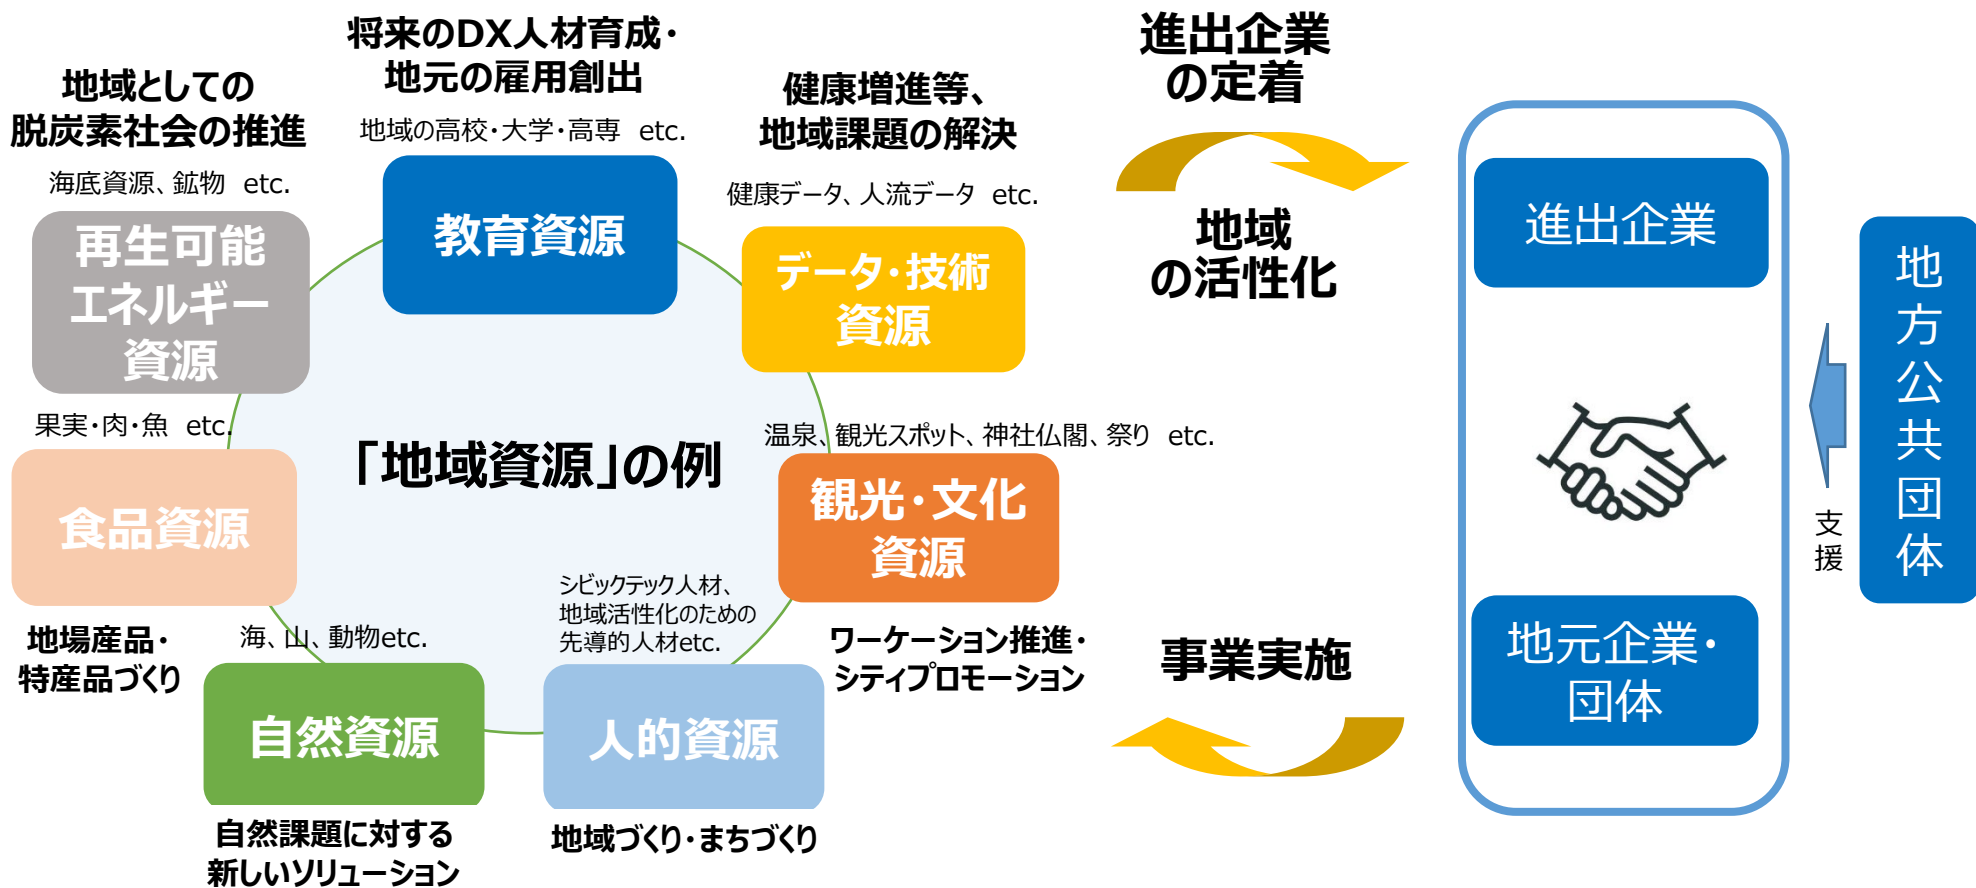 将来のDX人材育成・
地元の雇用創出
地域の高校・大学・高専 etc.
教育資源
地域としての
脱炭素社会の推進
海底資源、鉱物 etc.
再生可能
エネルギー
資源
健康増進等、
地域課題の解決
健康データ、人流データ etc.
データ・技術
資源
果実・肉・魚 etc.
食品資源
地場産品・
特産品づくり
「地域資源」の例
温泉、観光スポット、神社仏閣、祭り etc.
観光・文化
資源
ワーケーション推進・
シティプロモーション
海、山、動物etc.
自然資源
自然課題に対する
新しいソリューション
シビックテック人材、
地域活性化のための
先導的人材etc.
人的資源
地域づくり・まちづくり
進出企業
の定着
地域
の活性化
事業実施
進出企業
地元企業・
団体
支援
地方公共団体